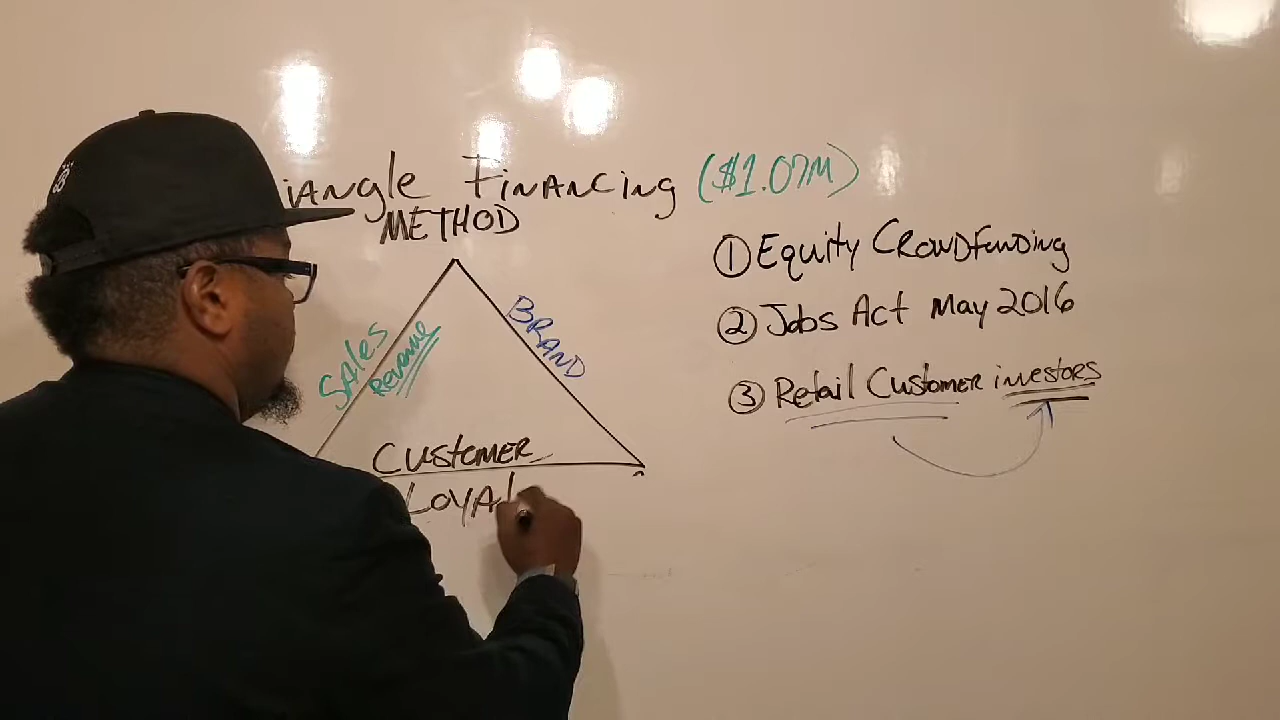 iangle Financing ($1.07M)
METHOD
① Equity Crowdfunding
② Jobs Act May 2016
③ Retail Customer investors
Sales
Revenue
BRAND
Customer
Loyal